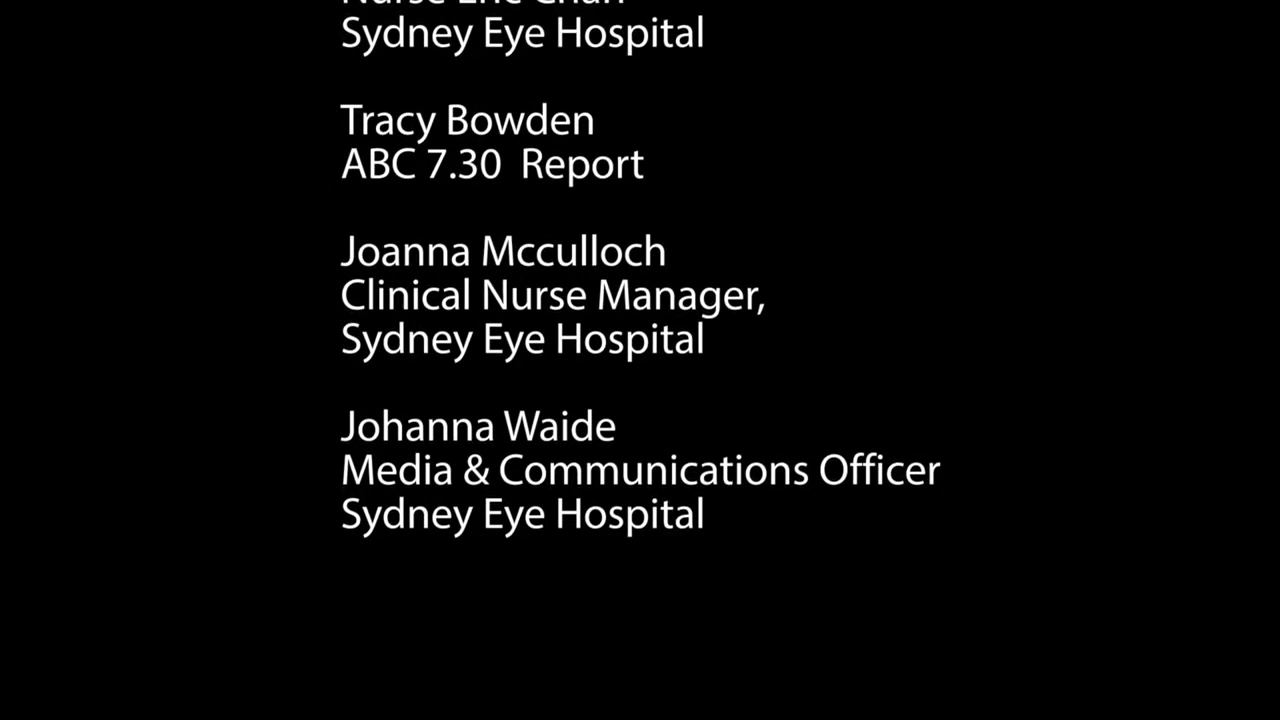 Sydney Eye Hospital
Tracy Bowden
ABC 7.30  Report
Joanna Mcculloch
Clinical Nurse Manager,
Sydney Eye Hospital
Johanna Waide
Media & Communications Officer
Sydney Eye Hospital